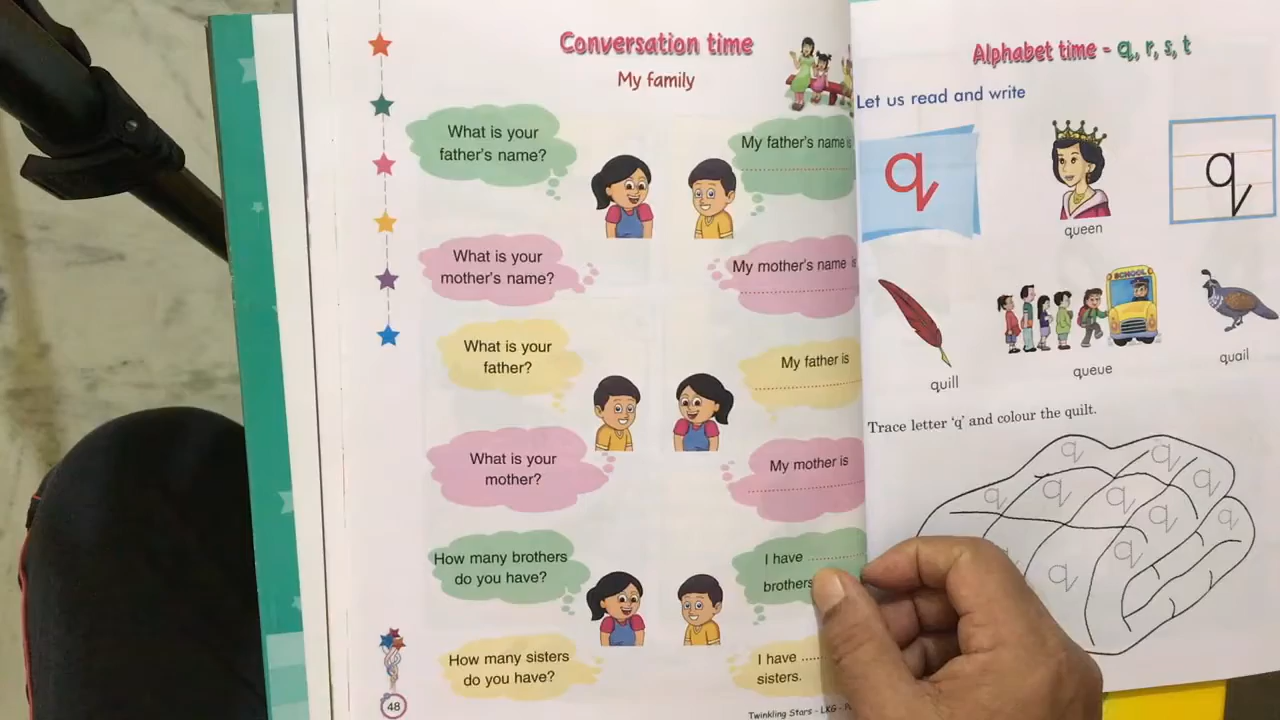 Conversation time
My family
What is your
father's name?
My father's name is
What is your
mother's name?
My mother's name is
What is your
father?
My father is
What is your
mother?
My mother is
How many brothers
do you have?
I have
brothers
How many sisters
do you have?
I have
sisters.
48
Twinkling Stars - LKG -
Alphabet time - q, r, s, t
Let us read and write
q
q
queen
SCHOOL
quill
queue
quail
Trace letter 'q' and colour the quilt.
q q q
q q q q q
q q